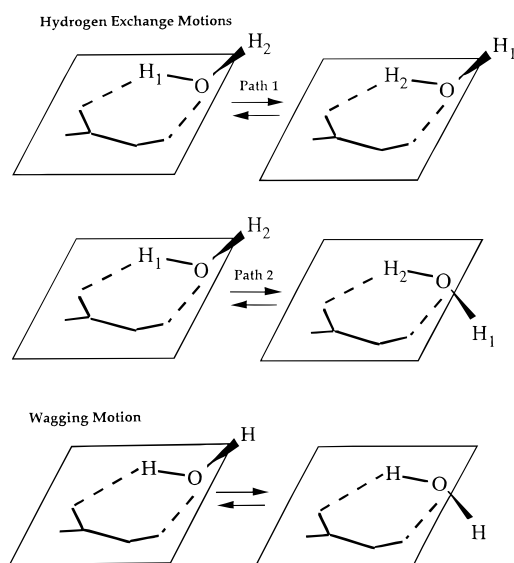 Hydrogen Exchange Motions
H2 H1
H1 O H2 O
Path 1
H2
H1 O H2 O
Path 2
H1
Wagging Motion
H
H O H O
H